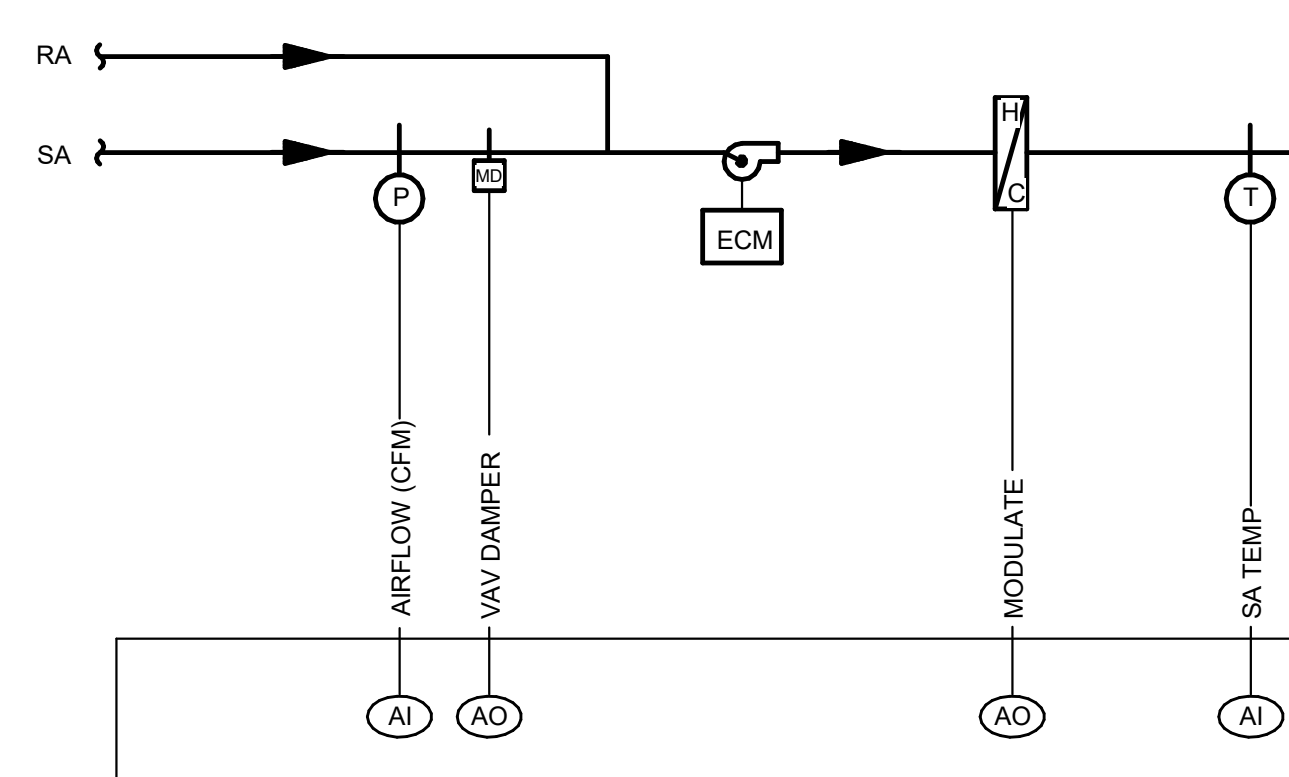 RA
SA
H
C
P
MD
T
ECM
AIRFLOW (CFM)
VAV DAMPER
MODULATE
SA TEMP
AI
AO
AO
AI